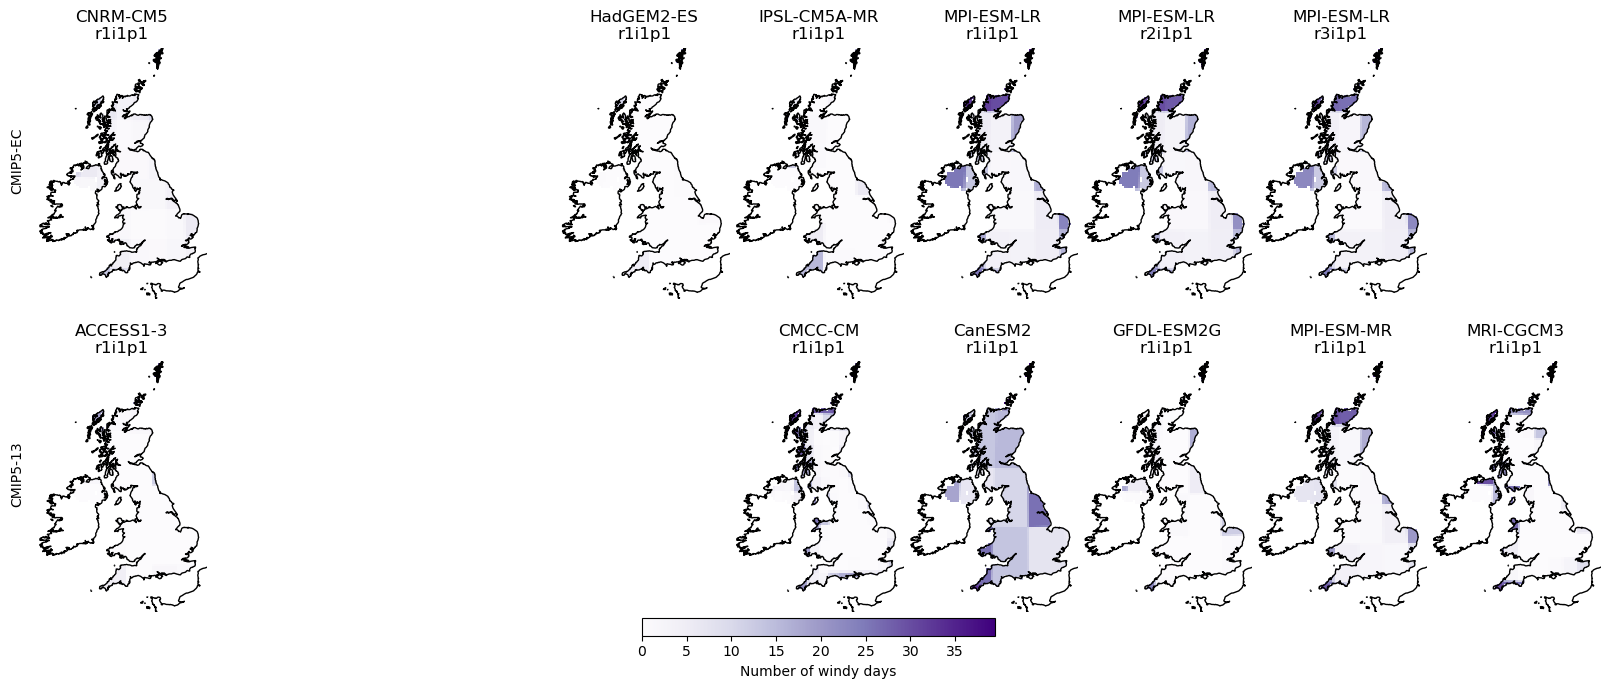 CNRM-CM5
r1i1p1
HadGEM2-ES
r1i1p1
IPSL-CM5A-MR
r1i1p1
MPI-ESM-LR
r1i1p1
MPI-ESM-LR
r2i1p1
MPI-ESM-LR
r3i1p1
CMIP5-EC
ACCESS1-3
r1i1p1
CMCC-CM
r1i1p1
CanESM2
r1i1p1
GFDL-ESM2G
r1i1p1
MPI-ESM-MR
r1i1p1
MRI-CGCM3
r1i1p1
CMIP5-13
0 5 10 15 20 25 30 35
Number of windy days